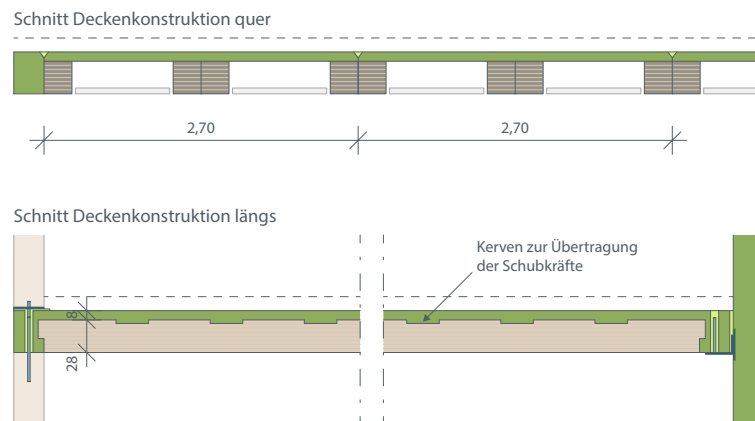 Schnitt Deckenkonstruktion quer
2,70
2,70
Schnitt Deckenkonstruktion längs
Kerven zur Übertragung
der Schubkräfte
8
28